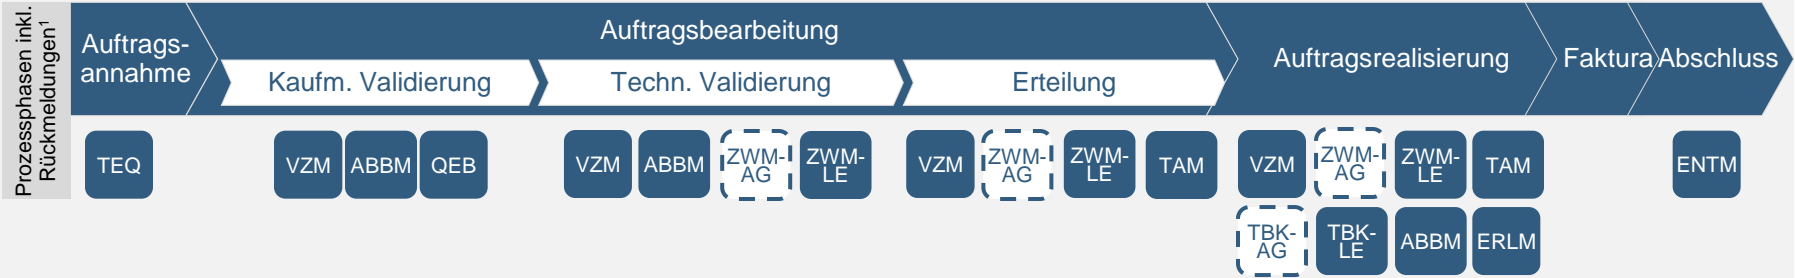 Prozessphasen inkl.
Rückmeldungen¹
Auftrags-
annahme
Auftragsbearbeitung
Kaufm. Validierung
Techn. Validierung
Erteilung
Auftragsrealisierung
Faktura
Abschluss
TEQ
VZM
ABBM
QEB
VZM
ABBM
ZWM-
AG
ZWM-
LE
VZM
ZWM-
AG
ZWM-
LE
TAM
VZM
ZWM-
AG
ZWM-
LE
TAM
TBK-
AG
TBK-
LE
ABBM
ERLM
ENTM